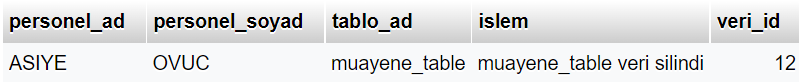 personel_ad personel_soyad tablo_ad islem veri_id
ASIYE OVUC muayene_table muayene_table veri silindi 12